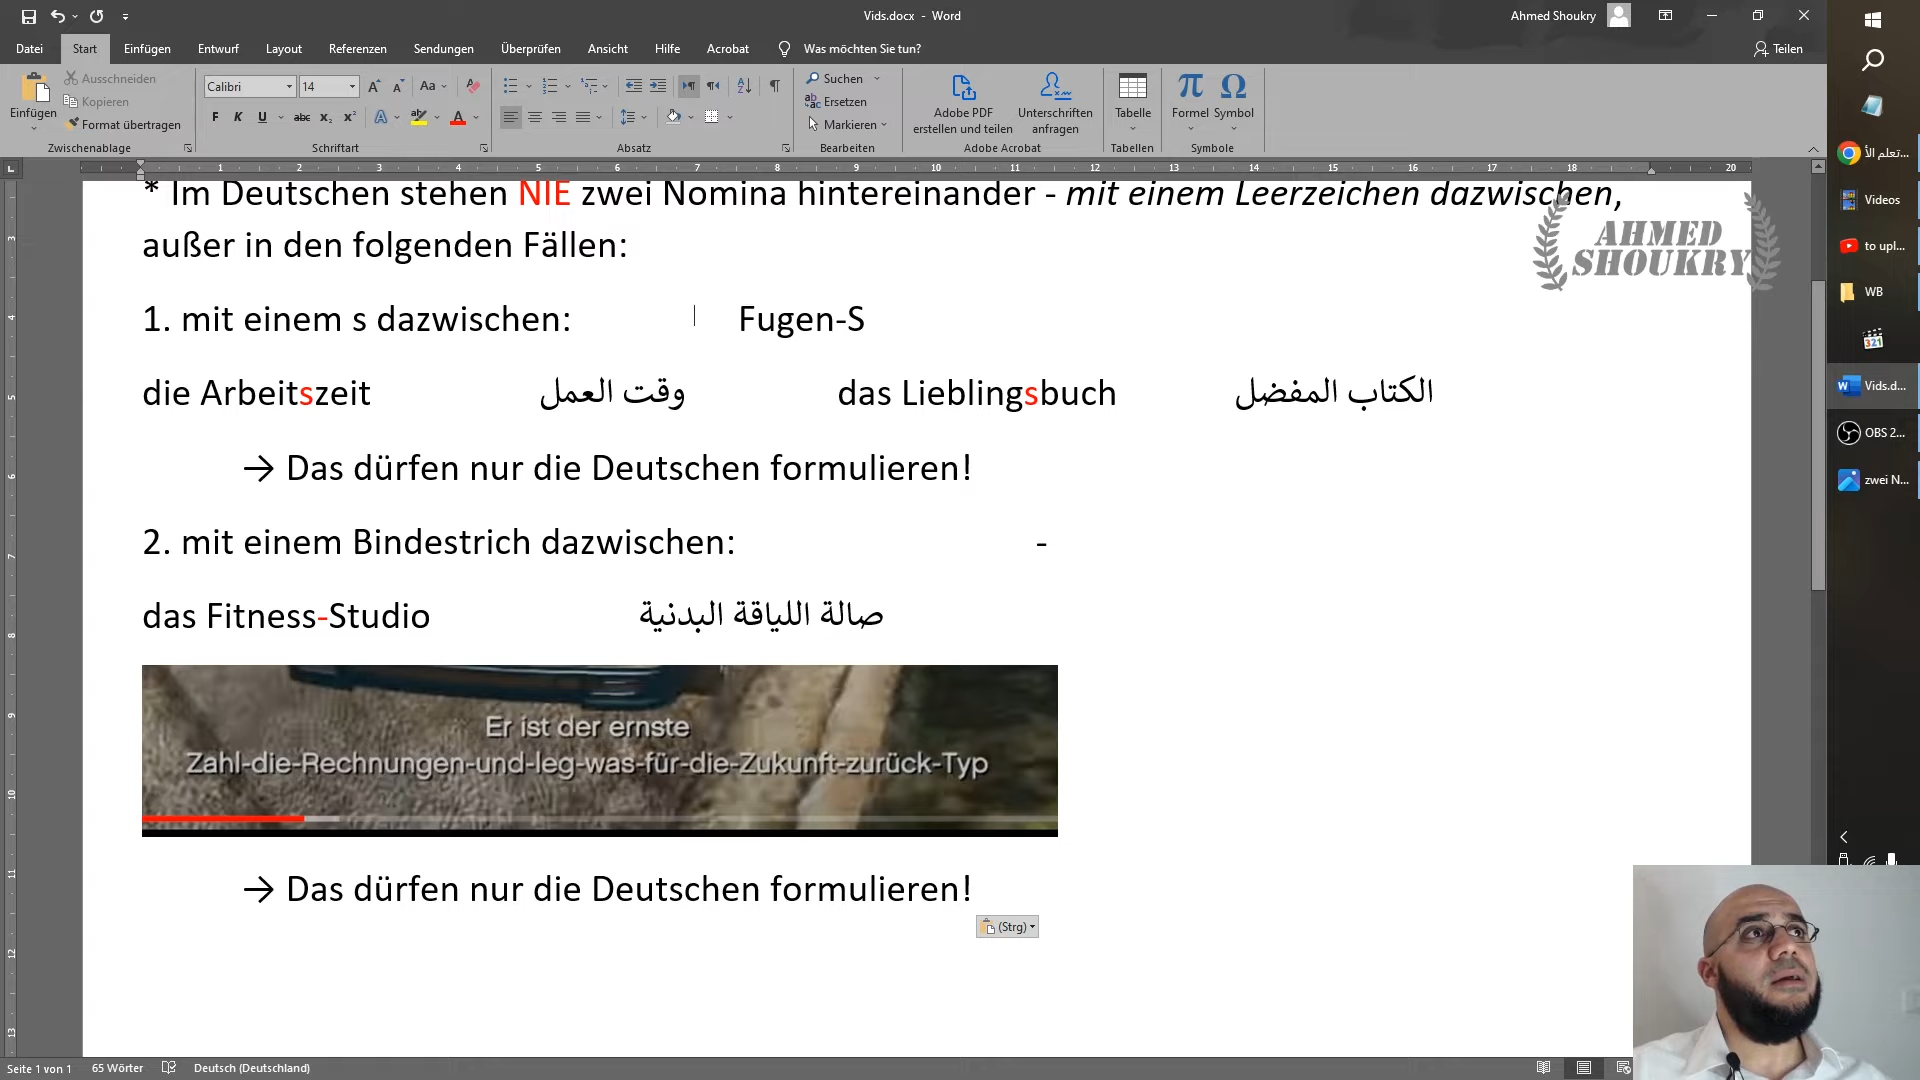 Vids.docx - Word
Ahmed Shoukry
Datei Start Einfügen Entwurf Layout Referenzen Sendungen Überprüfen Ansicht Hilfe Acrobat Was möchten Sie tun? Teilen
Einfügen
Ausschneiden
Kopieren
Format übertragen
Zwischenablage
Calibri 14
Schriftart
Absatz
Suchen
Ersetzen
Markieren
Bearbeiten
Adobe PDF
erstellen und teilen
Unterschriften
anfragen
Adobe Acrobat
Tabelle
Tabellen
Formel Symbol
Symbole
* Im Deutschen stehen NIE zwei Nomina hintereinander - mit einem Leerzeichen dazwischen,
außer in den folgenden Fällen:
AHMED
SHOUKRY
1. mit einem s dazwischen: Fugen-S
die Arbeitszeit وقت العمل das Lieblingsbuch الكتاب المفضل
→ Das dürfen nur die Deutschen formulieren!
2. mit einem Bindestrich dazwischen: -
das Fitness-Studio صالة اللياقة البدنية
Er ist der ernste
Zahl-die-Rechnungen-und-leg-was-für-die-Zukunft-zurück-Typ
→ Das dürfen nur die Deutschen formulieren!
(Strg)
Seite 1 von 1 65 Wörter Deutsch (Deutschland)
تعلم الأ...
Videos
to upl...
WB
321
Vids.d...
OBS 2...
zwei N...